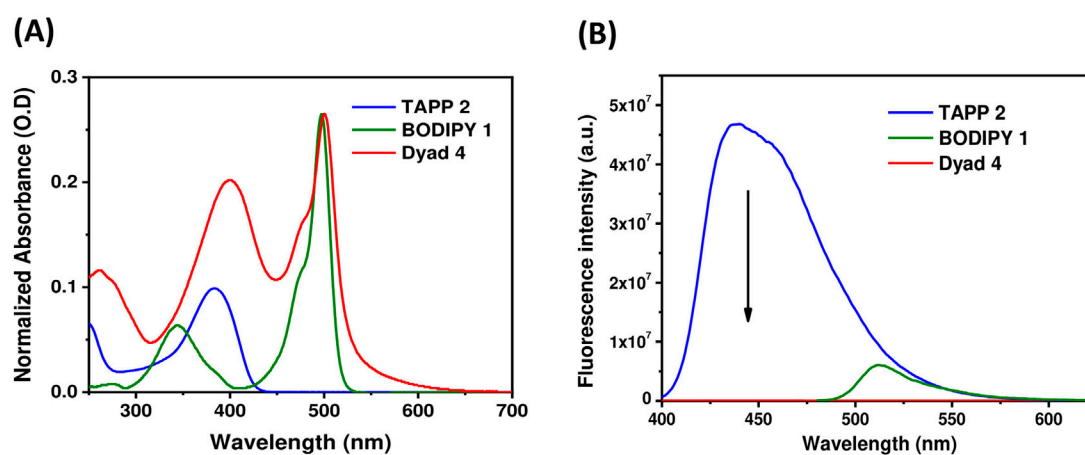 (A)
Normalized Absorbance (O.D)
0.3
0.2
0.1
0.0
300
400
500
600
700
Wavelength (nm)
TAPP 2
BODIPY 1
Dyad 4
(B)
Fluorescence intensity (a.u.)
5x10⁷
4x10⁷
3x10⁷
2x10⁷
1x10⁷
0
400
450
500
550
600
Wavelength (nm)
TAPP 2
BODIPY 1
Dyad 4